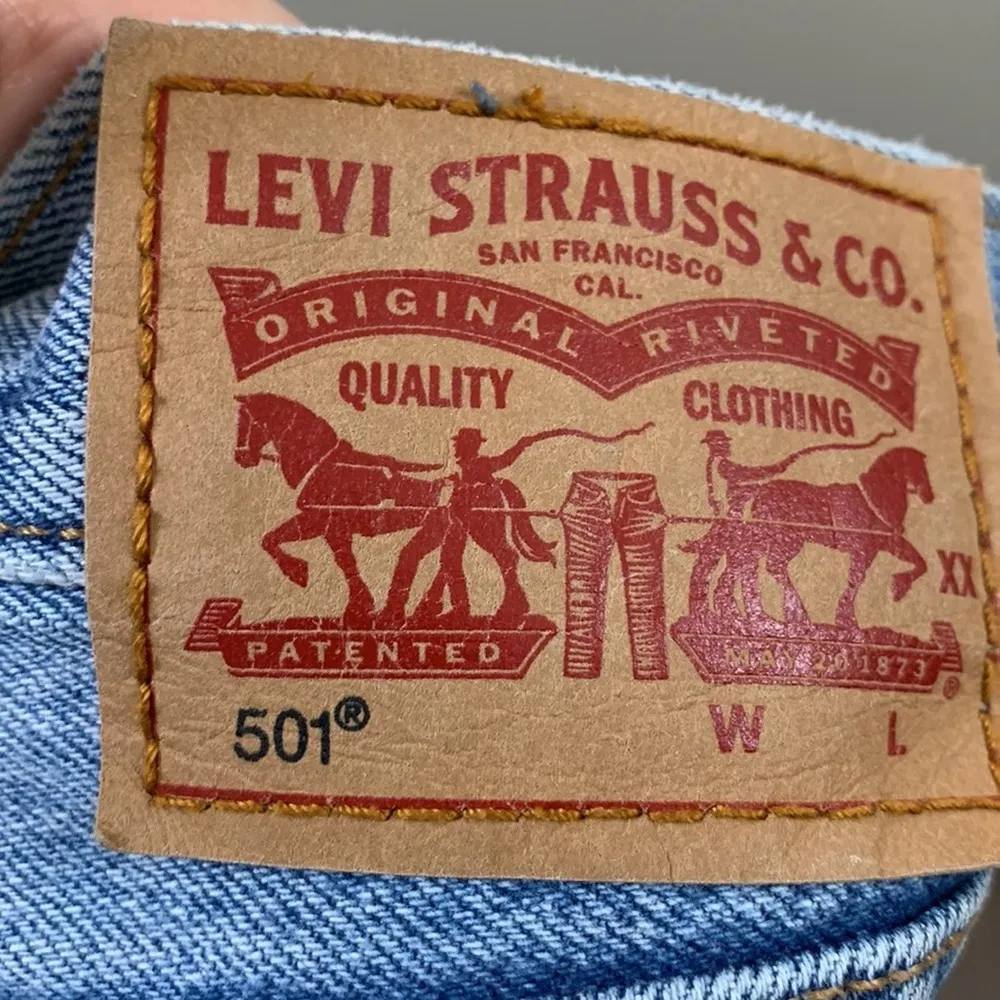 LEVI STRAUSS & CO.
SAN FRANCISCO
CAL.
ORIGINAL RIVETED
QUALITY CLOTHING
XX
PATENTED MAY 20 1873 ®
501® W L